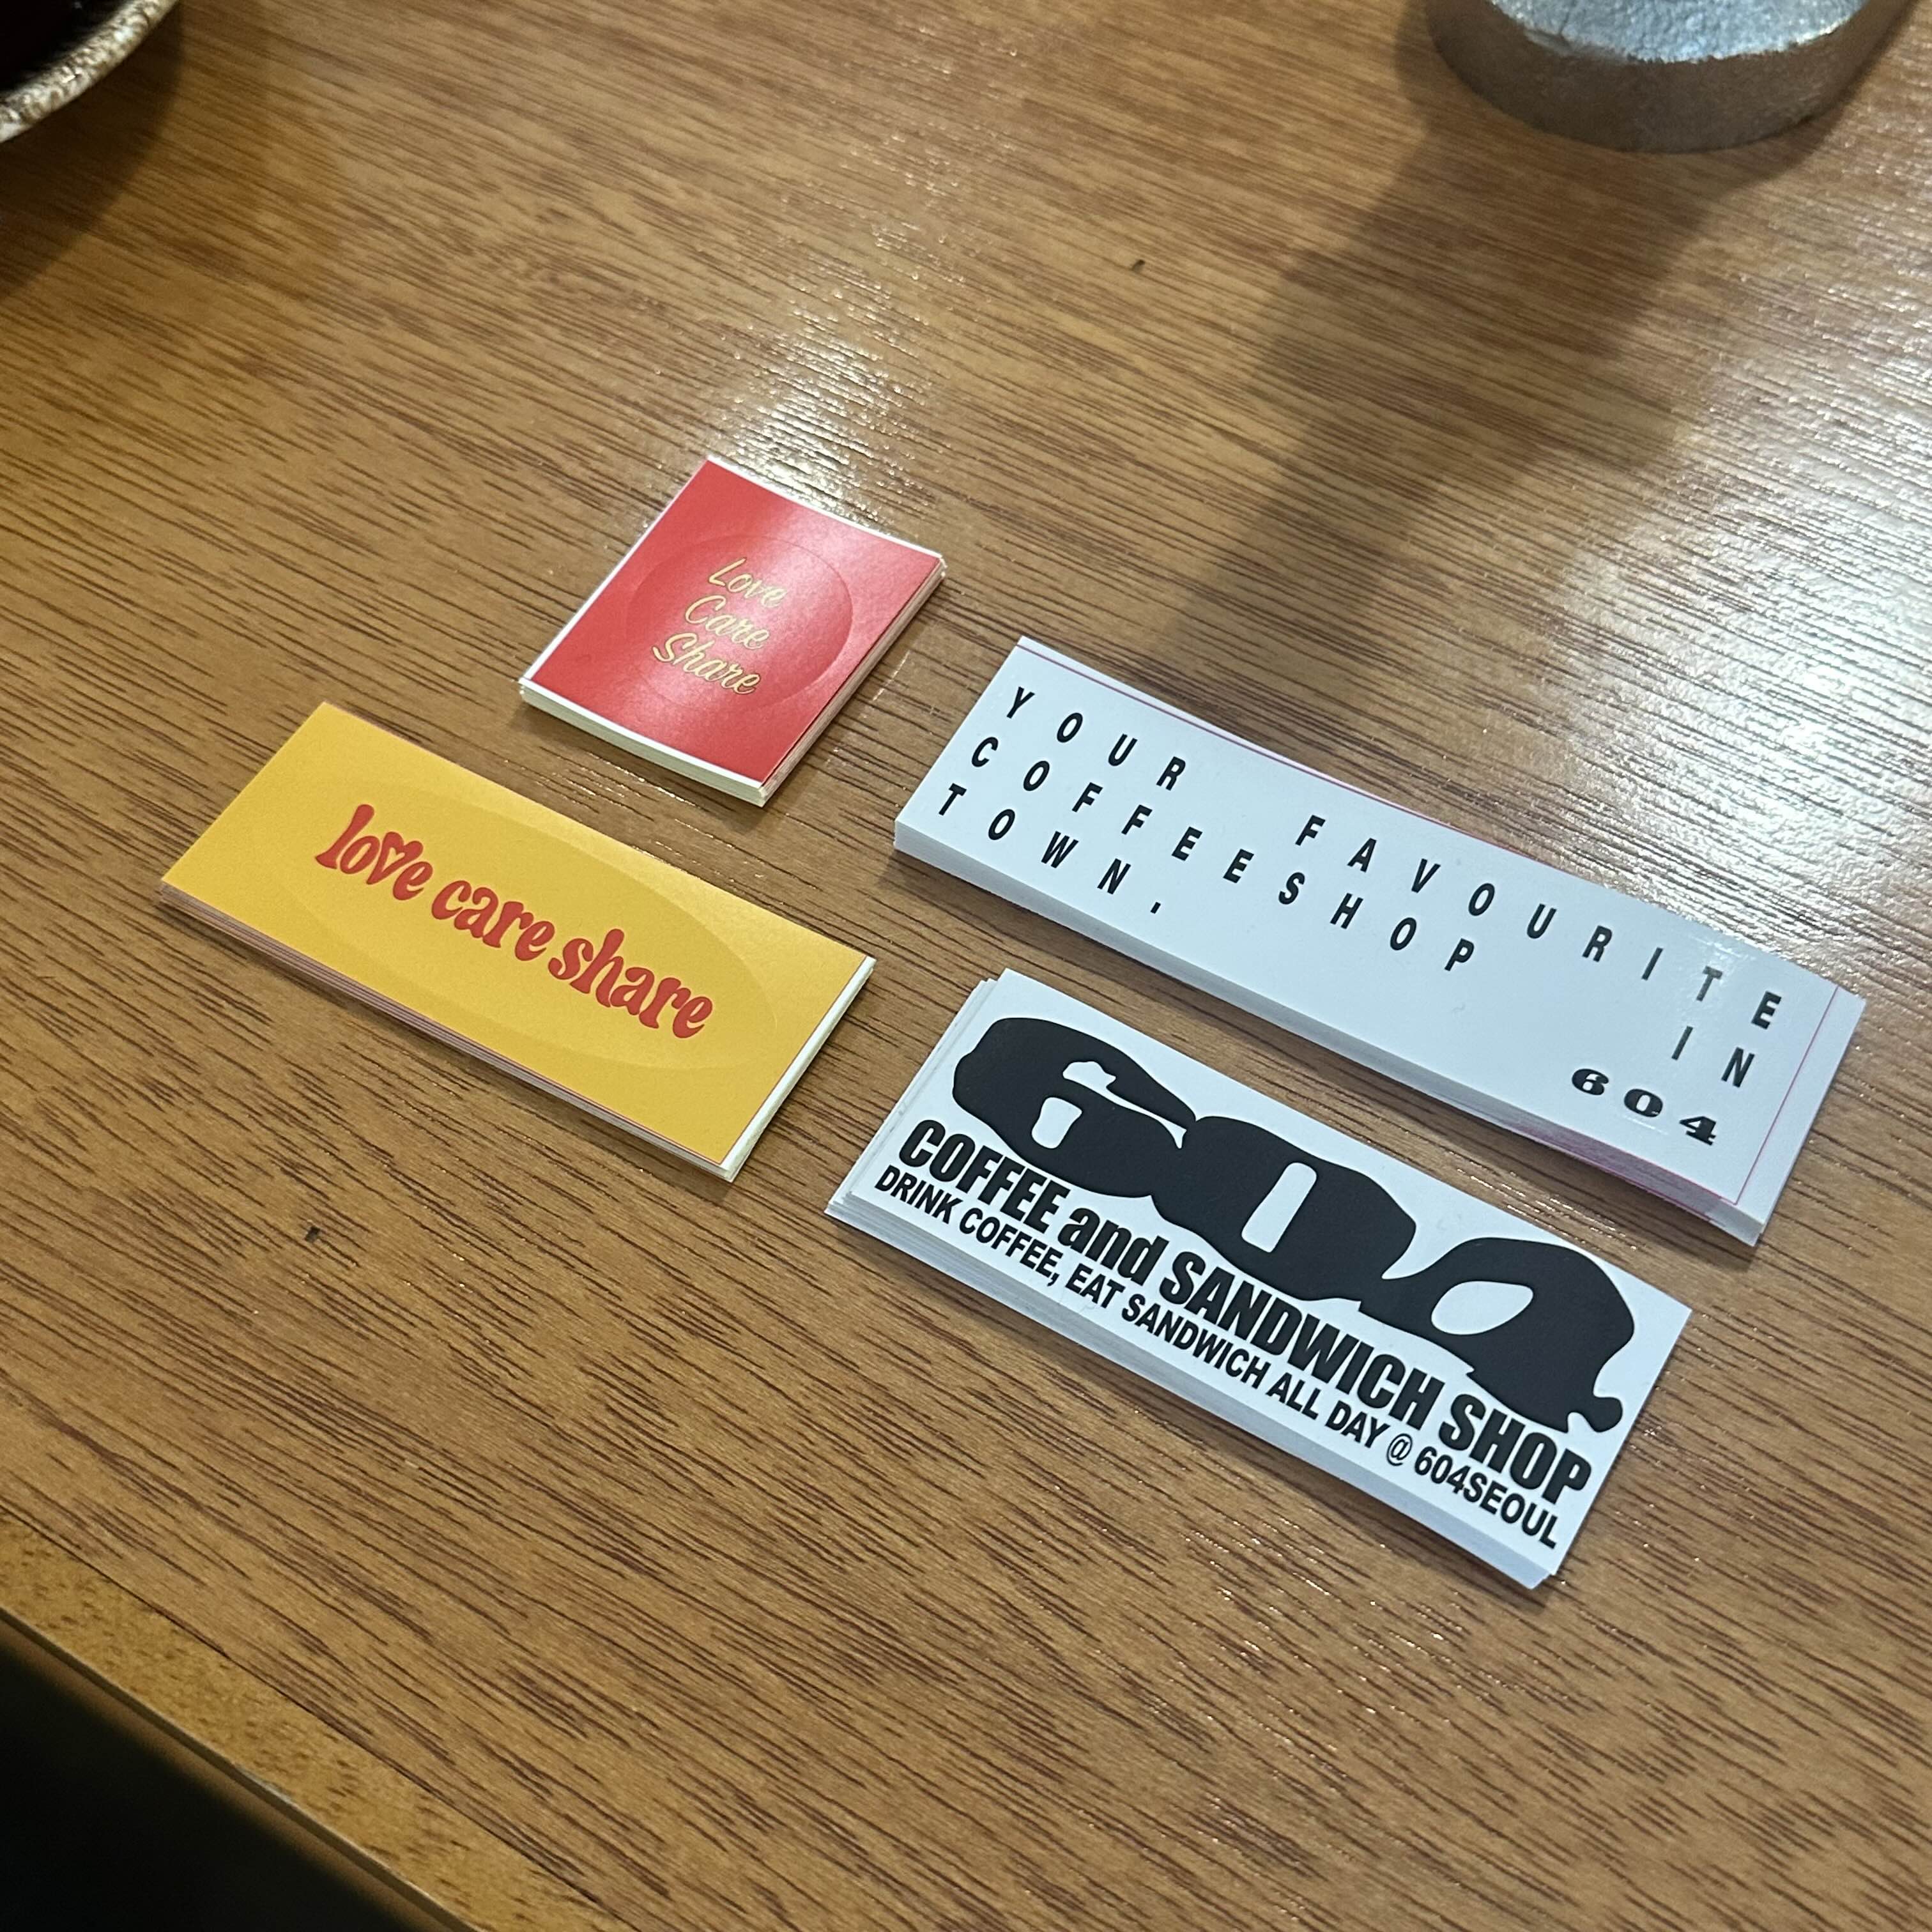 Love
Care
Share
love care share
YOUR FAVOURITE
COFFEESHOP IN
TOWN. 604
604
COFFEE and SANDWICH SHOP
DRINK COFFEE, EAT SANDWICH ALL DAY @ 604SEOUL